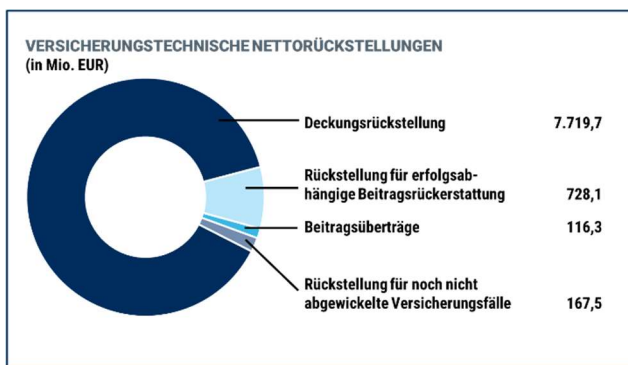 VERSICHERUNGSTECHNISCHE NETTORÜCKSTELLUNGEN
(in Mio. EUR)
Deckungsrückstellung 7.719,7
Rückstellung für erfolgsab-
hängige Beitragsrückerstattung 728,1
Beitragsüberträge 116,3
Rückstellung für noch nicht
abgewickelte Versicherungsfälle 167,5